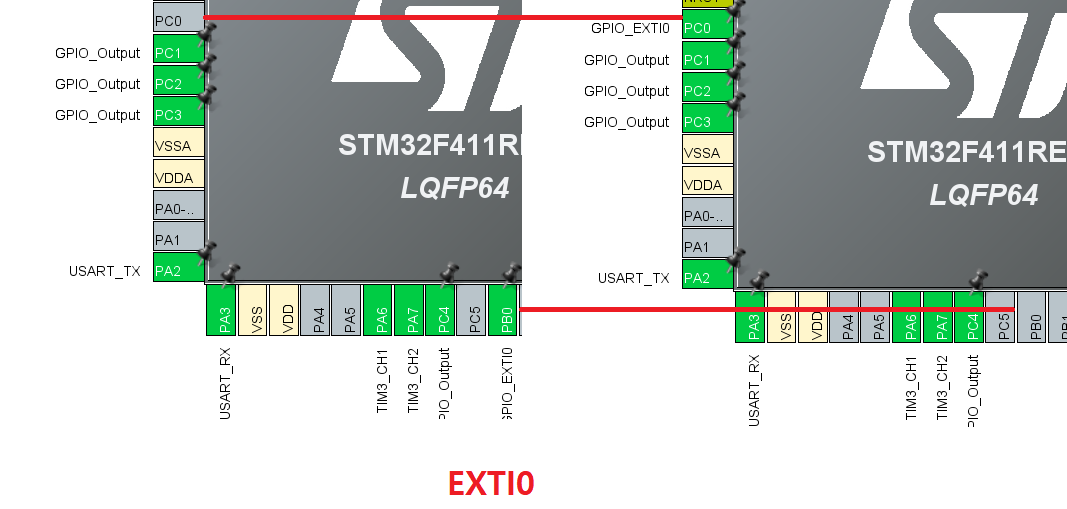 NRST
PC0
GPIO_EXTI0
PC0
GPIO_Output
PC1
GPIO_Output
PC1
GPIO_Output
PC2
GPIO_Output
PC2
GPIO_Output
PC3
GPIO_Output
PC3
VSSA
STM32F411RE
VSSA
STM32F411RE
VDDA
LQFP64
VDDA
LQFP64
PA0-..
PA0-..
PA1
PA1
USART_TX
PA2
USART_TX
PA2
PA3
VSS
VDD
PA4
PA5
PA6
PA7
PC4
PC5
PB0
PA3
VSS
VDD
PA4
PA5
PA6
PA7
PC4
PC5
PB0
USART_RX
TIM3_CH1
TIM3_CH2
PIO_Output
GPIO_EXTI0
USART_RX
TIM3_CH1
TIM3_CH2
PIO_Output
EXTI0